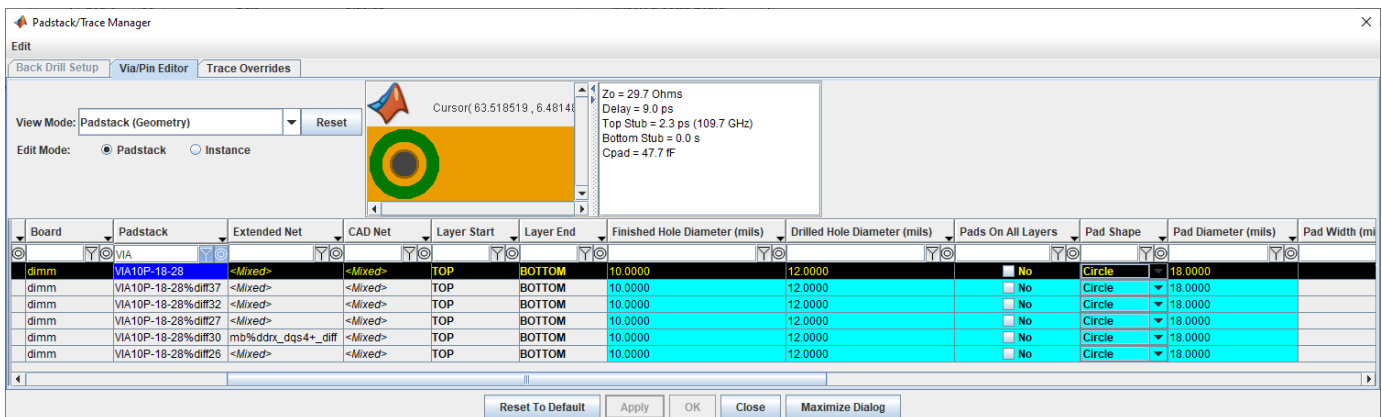 Padstack/Trace Manager
Edit
Back Drill Setup Via/Pin Editor Trace Overrides
View Mode: Padstack (Geometry) Reset
Edit Mode: Padstack Instance
Cursor( 63.518519 , 6.48148
Zo = 29.7 Ohms
Delay = 9.0 ps
Top Stub = 2.3 ps (109.7 GHz)
Bottom Stub = 0.0 s
Cpad = 47.7 fF
Board Padstack Extended Net CAD Net Layer Start Layer End Finished Hole Diameter (mils) Drilled Hole Diameter (mils) Pads On All Layers Pad Shape Pad Diameter (mils) Pad Width (mi
VIA
dimm VIA10P-18-28 <Mixed> <Mixed> TOP BOTTOM 10.0000 12.0000 No Circle 18.0000
dimm VIA10P-18-28%diff37 <Mixed> <Mixed> TOP BOTTOM 10.0000 12.0000 No Circle 18.0000
dimm VIA10P-18-28%diff32 <Mixed> <Mixed> TOP BOTTOM 10.0000 12.0000 No Circle 18.0000
dimm VIA10P-18-28%diff27 <Mixed> <Mixed> TOP BOTTOM 10.0000 12.0000 No Circle 18.0000
dimm VIA10P-18-28%diff30 mb%ddrx_dqs4+_diff <Mixed> TOP BOTTOM 10.0000 12.0000 No Circle 18.0000
dimm VIA10P-18-28%diff26 <Mixed> <Mixed> TOP BOTTOM 10.0000 12.0000 No Circle 18.0000
Reset To Default Apply OK Close Maximize Dialog